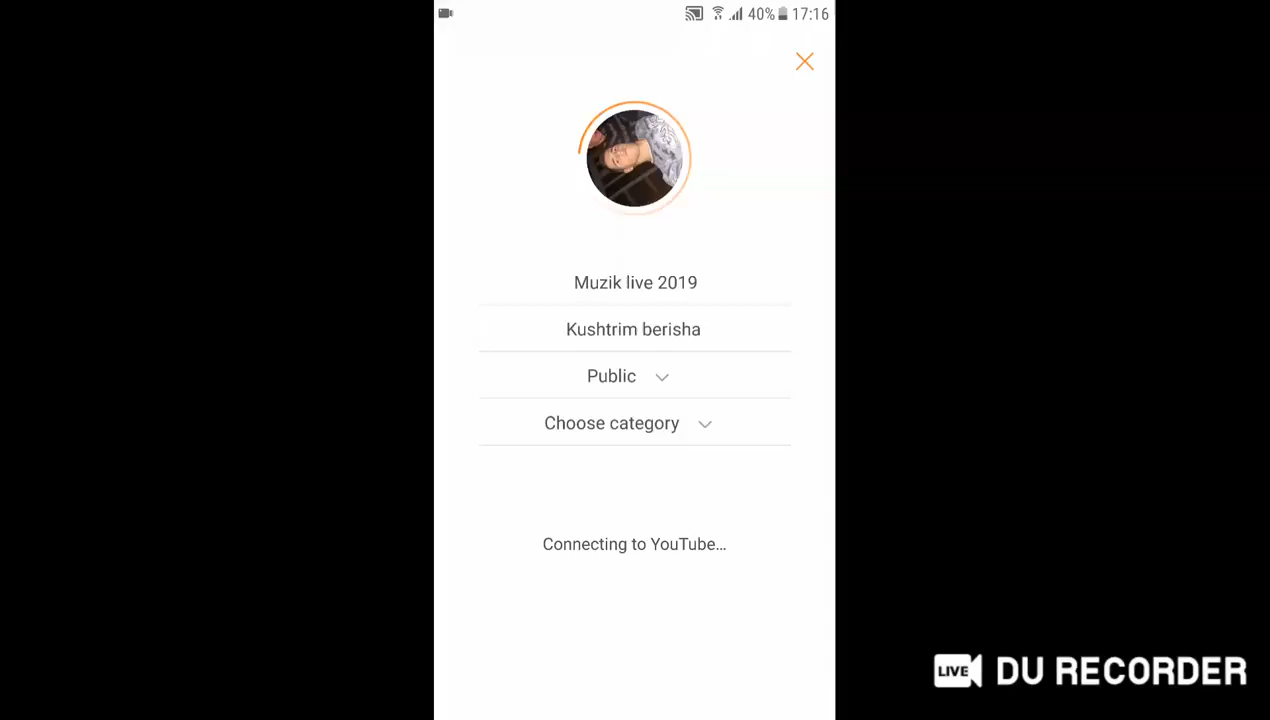 40% 17:16
Muzik live 2019
Kushtrim berisha
Public
Choose category
Connecting to YouTube...
LIVE DU RECORDER